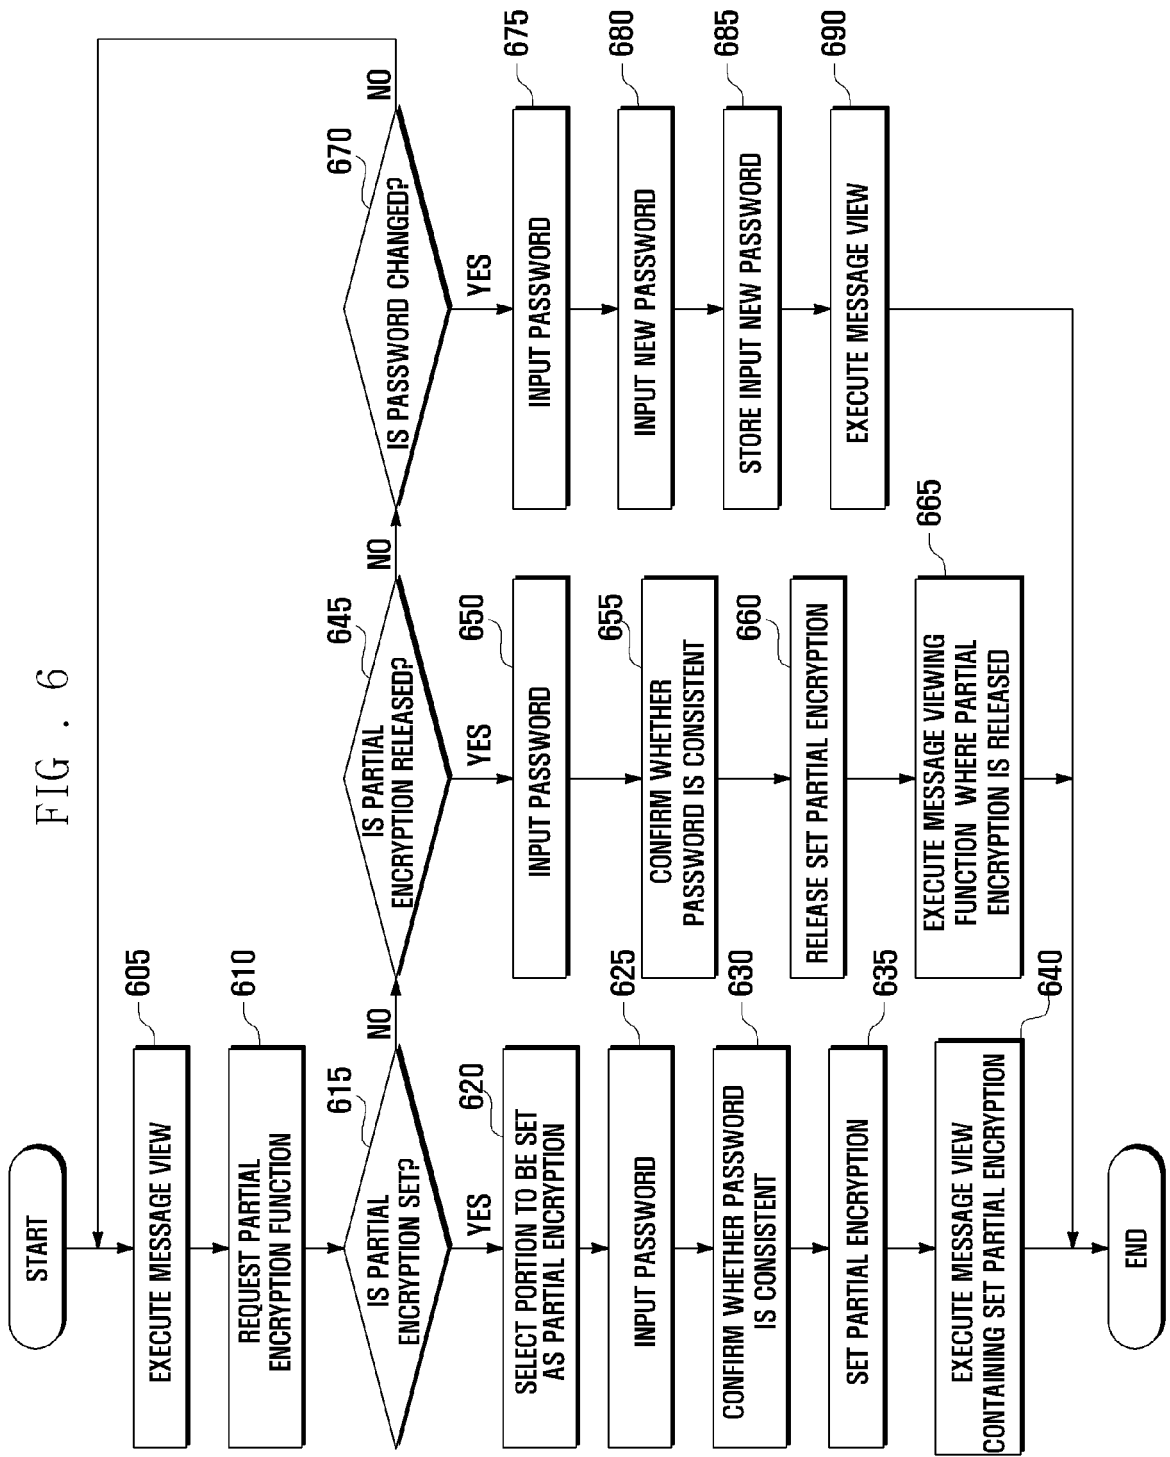 FIG . 6
START
EXECUTE MESSAGE VIEW
605
REQUEST PARTIAL
ENCRYPTION FUNCTION
610
IS PARTIAL
ENCRYPTION SET?
615
NO
YES
SELECT PORTION TO BE SET
AS PARTIAL ENCRYPTION
620
INPUT PASSWORD
625
CONFIRM WHETHER PASSWORD
IS CONSISTENT
630
SET PARTIAL ENCRYPTION
635
EXECUTE MESSAGE VIEW
CONTAINING SET PARTIAL ENCRYPTION
640
IS PARTIAL
ENCRYPTION RELEASED?
645
NO
YES
INPUT PASSWORD
650
CONFIRM WHETHER
PASSWORD IS CONSISTENT
655
RELEASE SET PARTIAL ENCRYPTION
660
EXECUTE MESSAGE VIEWING
FUNCTION WHERE PARTIAL
ENCRYPTION IS RELEASED
665
IS PASSWORD CHANGED?
670
NO
YES
INPUT PASSWORD
675
INPUT NEW PASSWORD
680
STORE INPUT NEW PASSWORD
685
EXECUTE MESSAGE VIEW
690
END